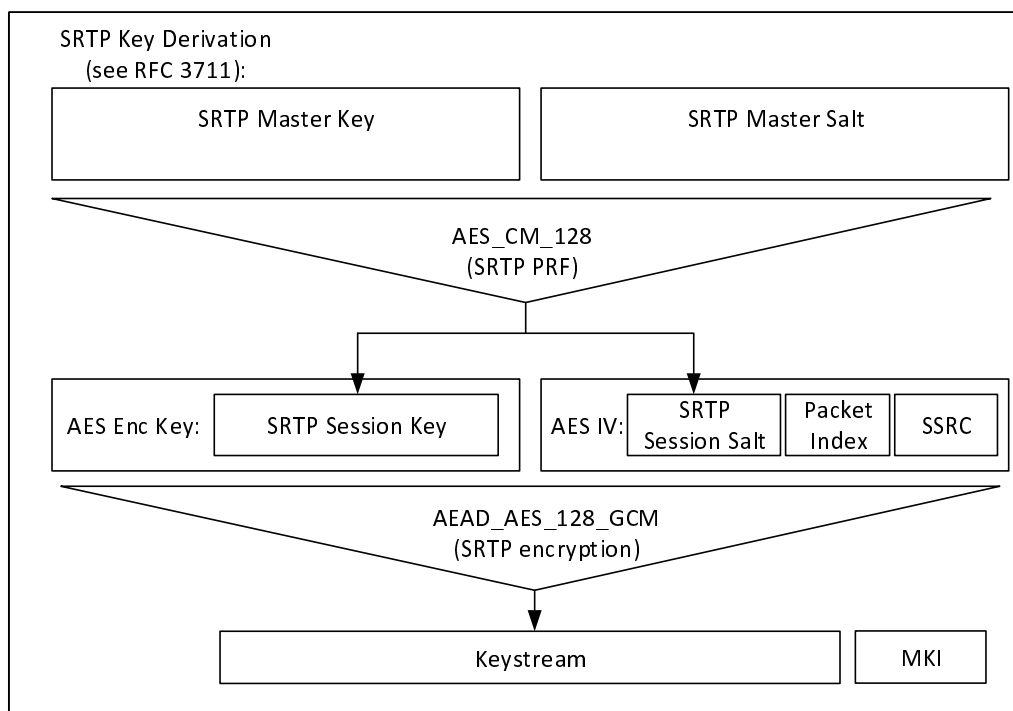 SRTP Key Derivation
(see RFC 3711):
SRTP Master Key
SRTP Master Salt
AES_CM_128
(SRTP PRF)
AES Enc Key:
SRTP Session Key
AES IV:
SRTP
Session Salt
Packet
Index
SSRC
AEAD_AES_128_GCM
(SRTP encryption)
Keystream
MKI